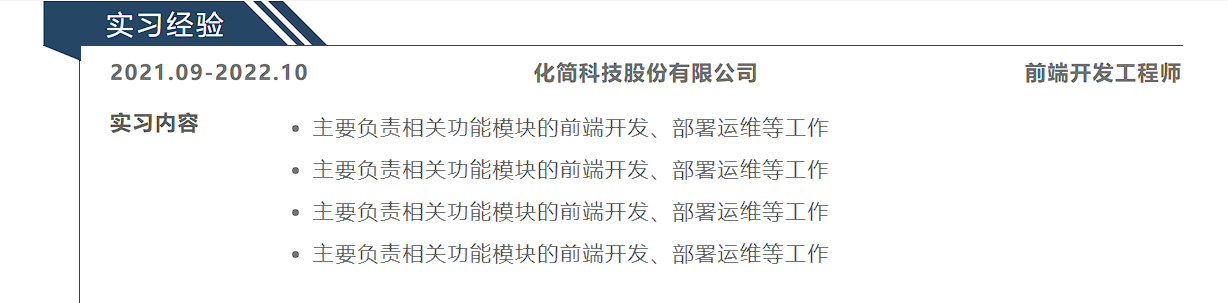 实习经验
2021.09-2022.10 化简科技股份有限公司 前端开发工程师
实习内容
• 主要负责相关功能模块的前端开发、部署运维等工作
• 主要负责相关功能模块的前端开发、部署运维等工作
• 主要负责相关功能模块的前端开发、部署运维等工作
• 主要负责相关功能模块的前端开发、部署运维等工作